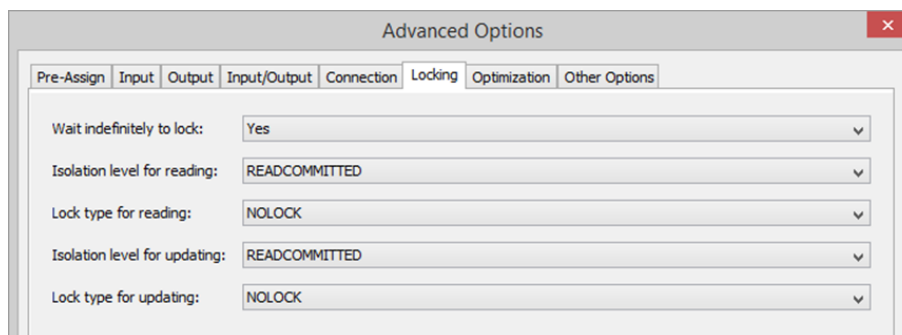 Advanced Options
Pre-Assign Input Output Input/Output Connection Locking Optimization Other Options
Wait indefinitely to lock: Yes
Isolation level for reading: READCOMMITTED
Lock type for reading: NOLOCK
Isolation level for updating: READCOMMITTED
Lock type for updating: NOLOCK